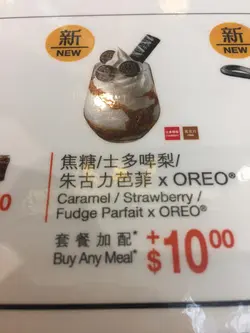 新
NEW
新
NEW
焦糖/士多啤梨/
朱古力芭菲 x OREO®
Caramel / Strawberry /
Fudge Parfait x OREO®
套餐加配* +
Buy Any Meal* $10.00